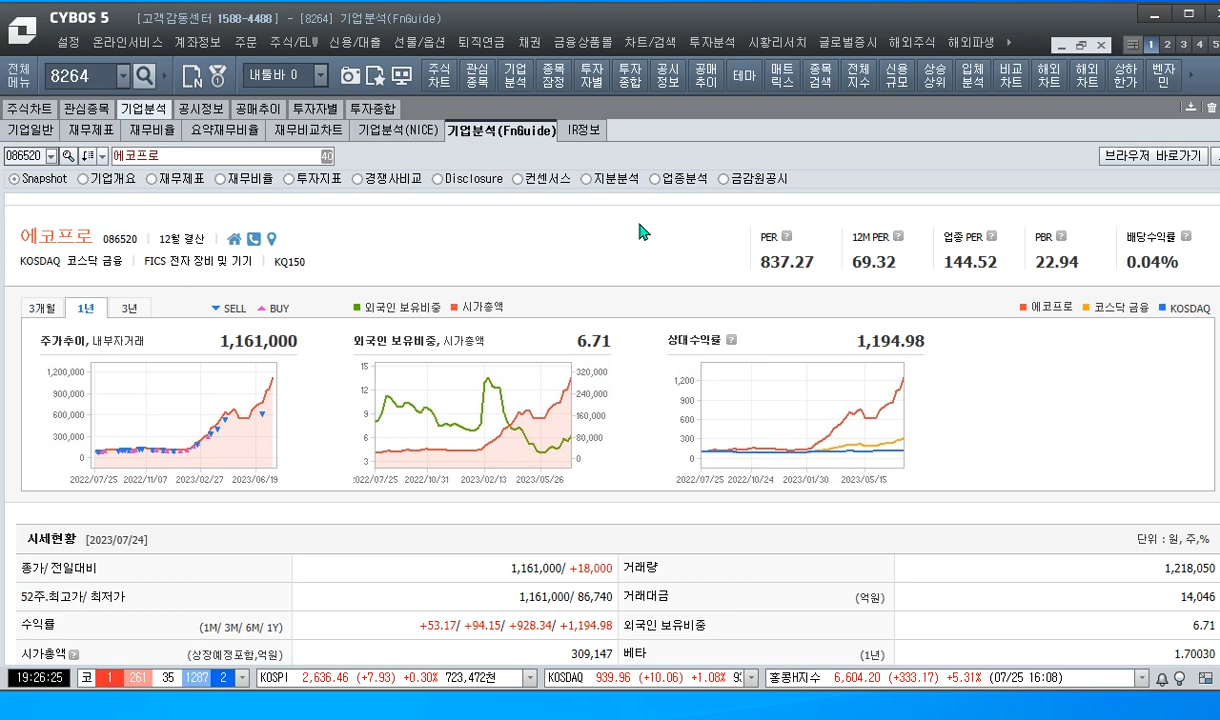 CYBOS 5 [고객감동센터 1588-4488] - [8264] 기업분석(FnGuide)
설정 온라인서비스 계좌정보 주문 주식/ELW 신용/대출 선물/옵션 퇴직연금 채권 금융상품몰 차트/검색 투자분석 시황리서치 글로벌증시 해외주식 해외파생 1 2 3 4 5
전체메뉴 8264 내툴바 0 주식차트 관심종목 기업분석 종목잠정 투자자별 투자종합 공시정보 공매추이 테마 매트릭스 종목검색 전체지수 신용규모 상승상위 입체분석 비교차트 해외차트 해외차트 상하한가 벤자민
주식차트 관심종목 기업분석 공시정보 공매추이 투자자별 투자종합
기업일반 재무제표 재무비율 요약재무비율 재무비교차트 기업분석(NICE) 기업분석(FnGuide) IR정보
086520 에코프로 40 브라우저 바로가기
Snapshot 기업개요 재무제표 재무비율 투자지표 경쟁사비교 Disclosure 컨센서스 지분분석 업종분석 금감원공시
에코프로 086520 12월 결산 PER 12M PER 업종 PER PBR 배당수익률
KOSDAQ 코스닥 금융 FICS 전자 장비 및 기기 KQ150 837.27 69.32 144.52 22.94 0.04%
3개월 1년 3년 SELL BUY 외국인 보유비중 시가총액 에코프로 코스닥 금융 KOSDAQ
주가추이, 내부자거래 1,161,000 외국인 보유비중, 시가총액 6.71 상대수익률 1,194.98
1,200,000 900,000 600,000 300,000 0
2022/07/25 2022/11/07 2023/02/27 2023/06/19
15 12 9 6 3
320,000 240,000 160,000 80,000 0
2022/07/25 2022/10/31 2023/02/13 2023/05/26
1,200 900 600 300 0
2022/07/25 2022/10/24 2023/01/30 2023/05/15
시세현황 [2023/07/24] 단위 : 원, 주,%
종가/ 전일대비 1,161,000/ +18,000 거래량 1,218,050
52주.최고가/ 최저가 1,161,000/ 86,740 거래대금 (억원) 14,046
수익률 (1M/ 3M/ 6M/ 1Y) +53.17/ +94.15/ +928.34/ +1,194.98 외국인 보유비중 6.71
시가총액 (상장예정포함,억원) 309,147 베타 (1년) 1.70030
19:26:25 코 1 261 35 1287 2 KOSPI 2,636.46 (+7.93) +0.30% 723,472천 KOSDAQ 939.96 (+10.06) +1.08% 홍콩H지수 6,604.20 (+333.17) +5.31% (07/25 16:08)